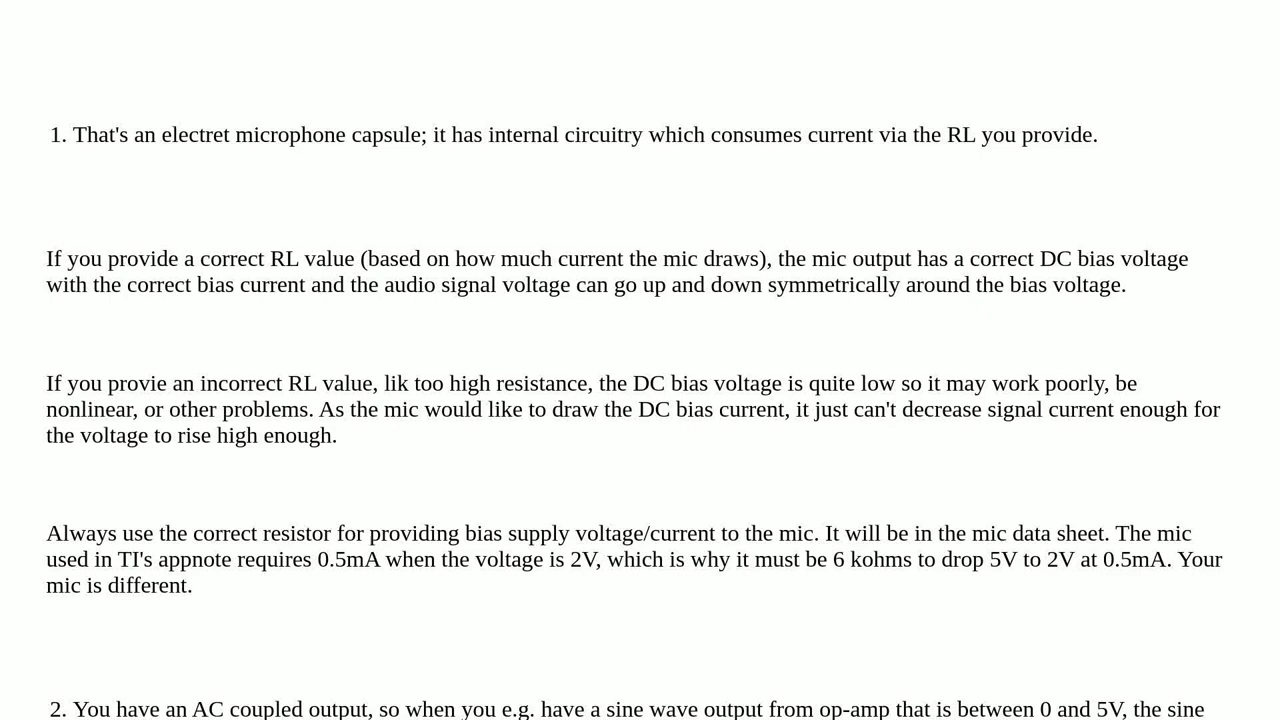 1. That's an electret microphone capsule; it has internal circuitry which consumes current via the RL you provide.
If you provide a correct RL value (based on how much current the mic draws), the mic output has a correct DC bias voltage
with the correct bias current and the audio signal voltage can go up and down symmetrically around the bias voltage.
If you provie an incorrect RL value, lik too high resistance, the DC bias voltage is quite low so it may work poorly, be
nonlinear, or other problems. As the mic would like to draw the DC bias current, it just can't decrease signal current enough for
the voltage to rise high enough.
Always use the correct resistor for providing bias supply voltage/current to the mic. It will be in the mic data sheet. The mic
used in TI's appnote requires 0.5mA when the voltage is 2V, which is why it must be 6 kohms to drop 5V to 2V at 0.5mA. Your
mic is different.
2. You have an AC coupled output, so when you e.g. have a sine wave output from op-amp that is between 0 and 5V, the sine